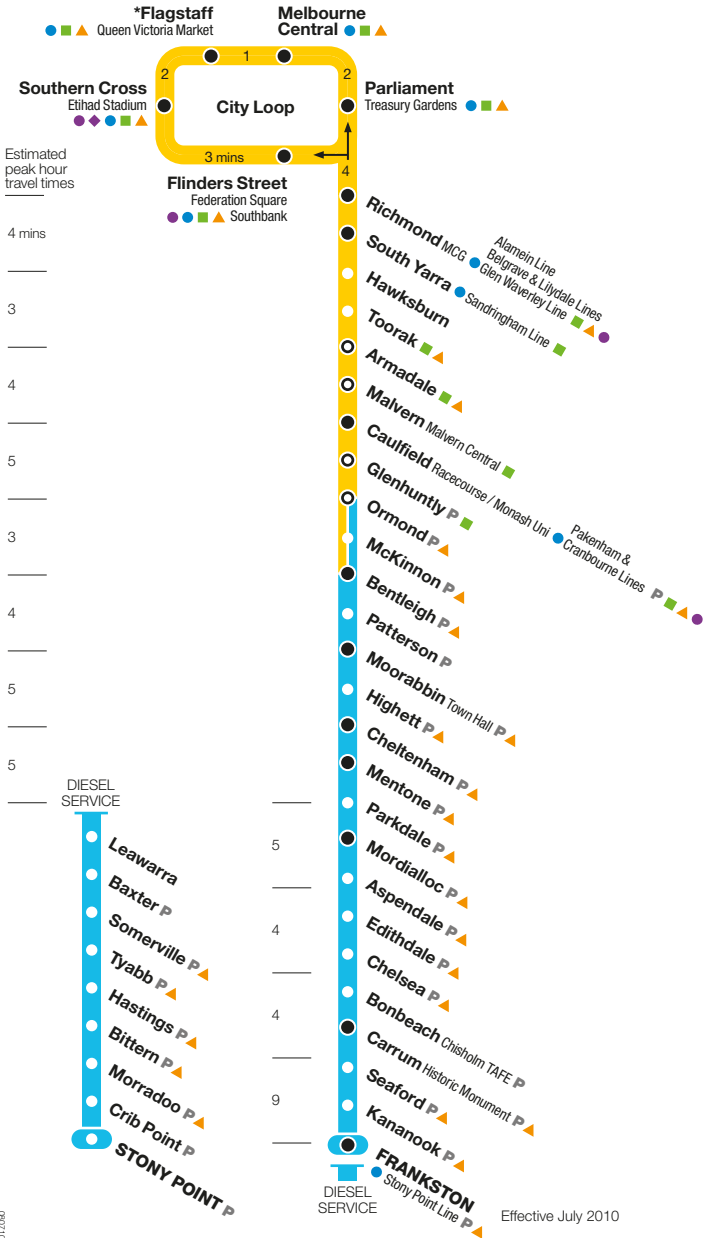 *Flagstaff
Queen Victoria Market
Melbourne
Central
1
2
2
Southern Cross
Etihad Stadium
City Loop
Parliament
Treasury Gardens
Estimated
peak hour
travel times
3 mins
4
Flinders Street
Federation Square
Southbank
4 mins
3
4
5
3
4
5
5
Richmond MCG
Alamein Line
Belgrave & Lilydale Lines
Glen Waverley Line
South Yarra Sandringham Line
Hawksburn
Toorak
Armadale
Malvern Malvern Central
Caulfield Racecourse / Monash Uni
Pakenham &
Cranbourne Lines P
Glenhuntly P
Ormond P
McKinnon P
Bentleigh P
Patterson P
Moorabbin Town Hall P
Highett P
Cheltenham P
Mentone P
Parkdale P
Mordialloc P
Aspendale P
Edithdale P
Chelsea P
Bonbeach Chisholm TAFE P
Carrum Historic Monument P
Seaford P
Kananook P
FRANKSTON
Stony Point Line P
5
4
4
9
DIESEL
SERVICE
DIESEL
SERVICE
Leawarra
Baxter P
Somerville P
Tyabb P
Hastings P
Bittern P
Morradoo P
Crib Point P
STONY POINT P
Effective July 2010